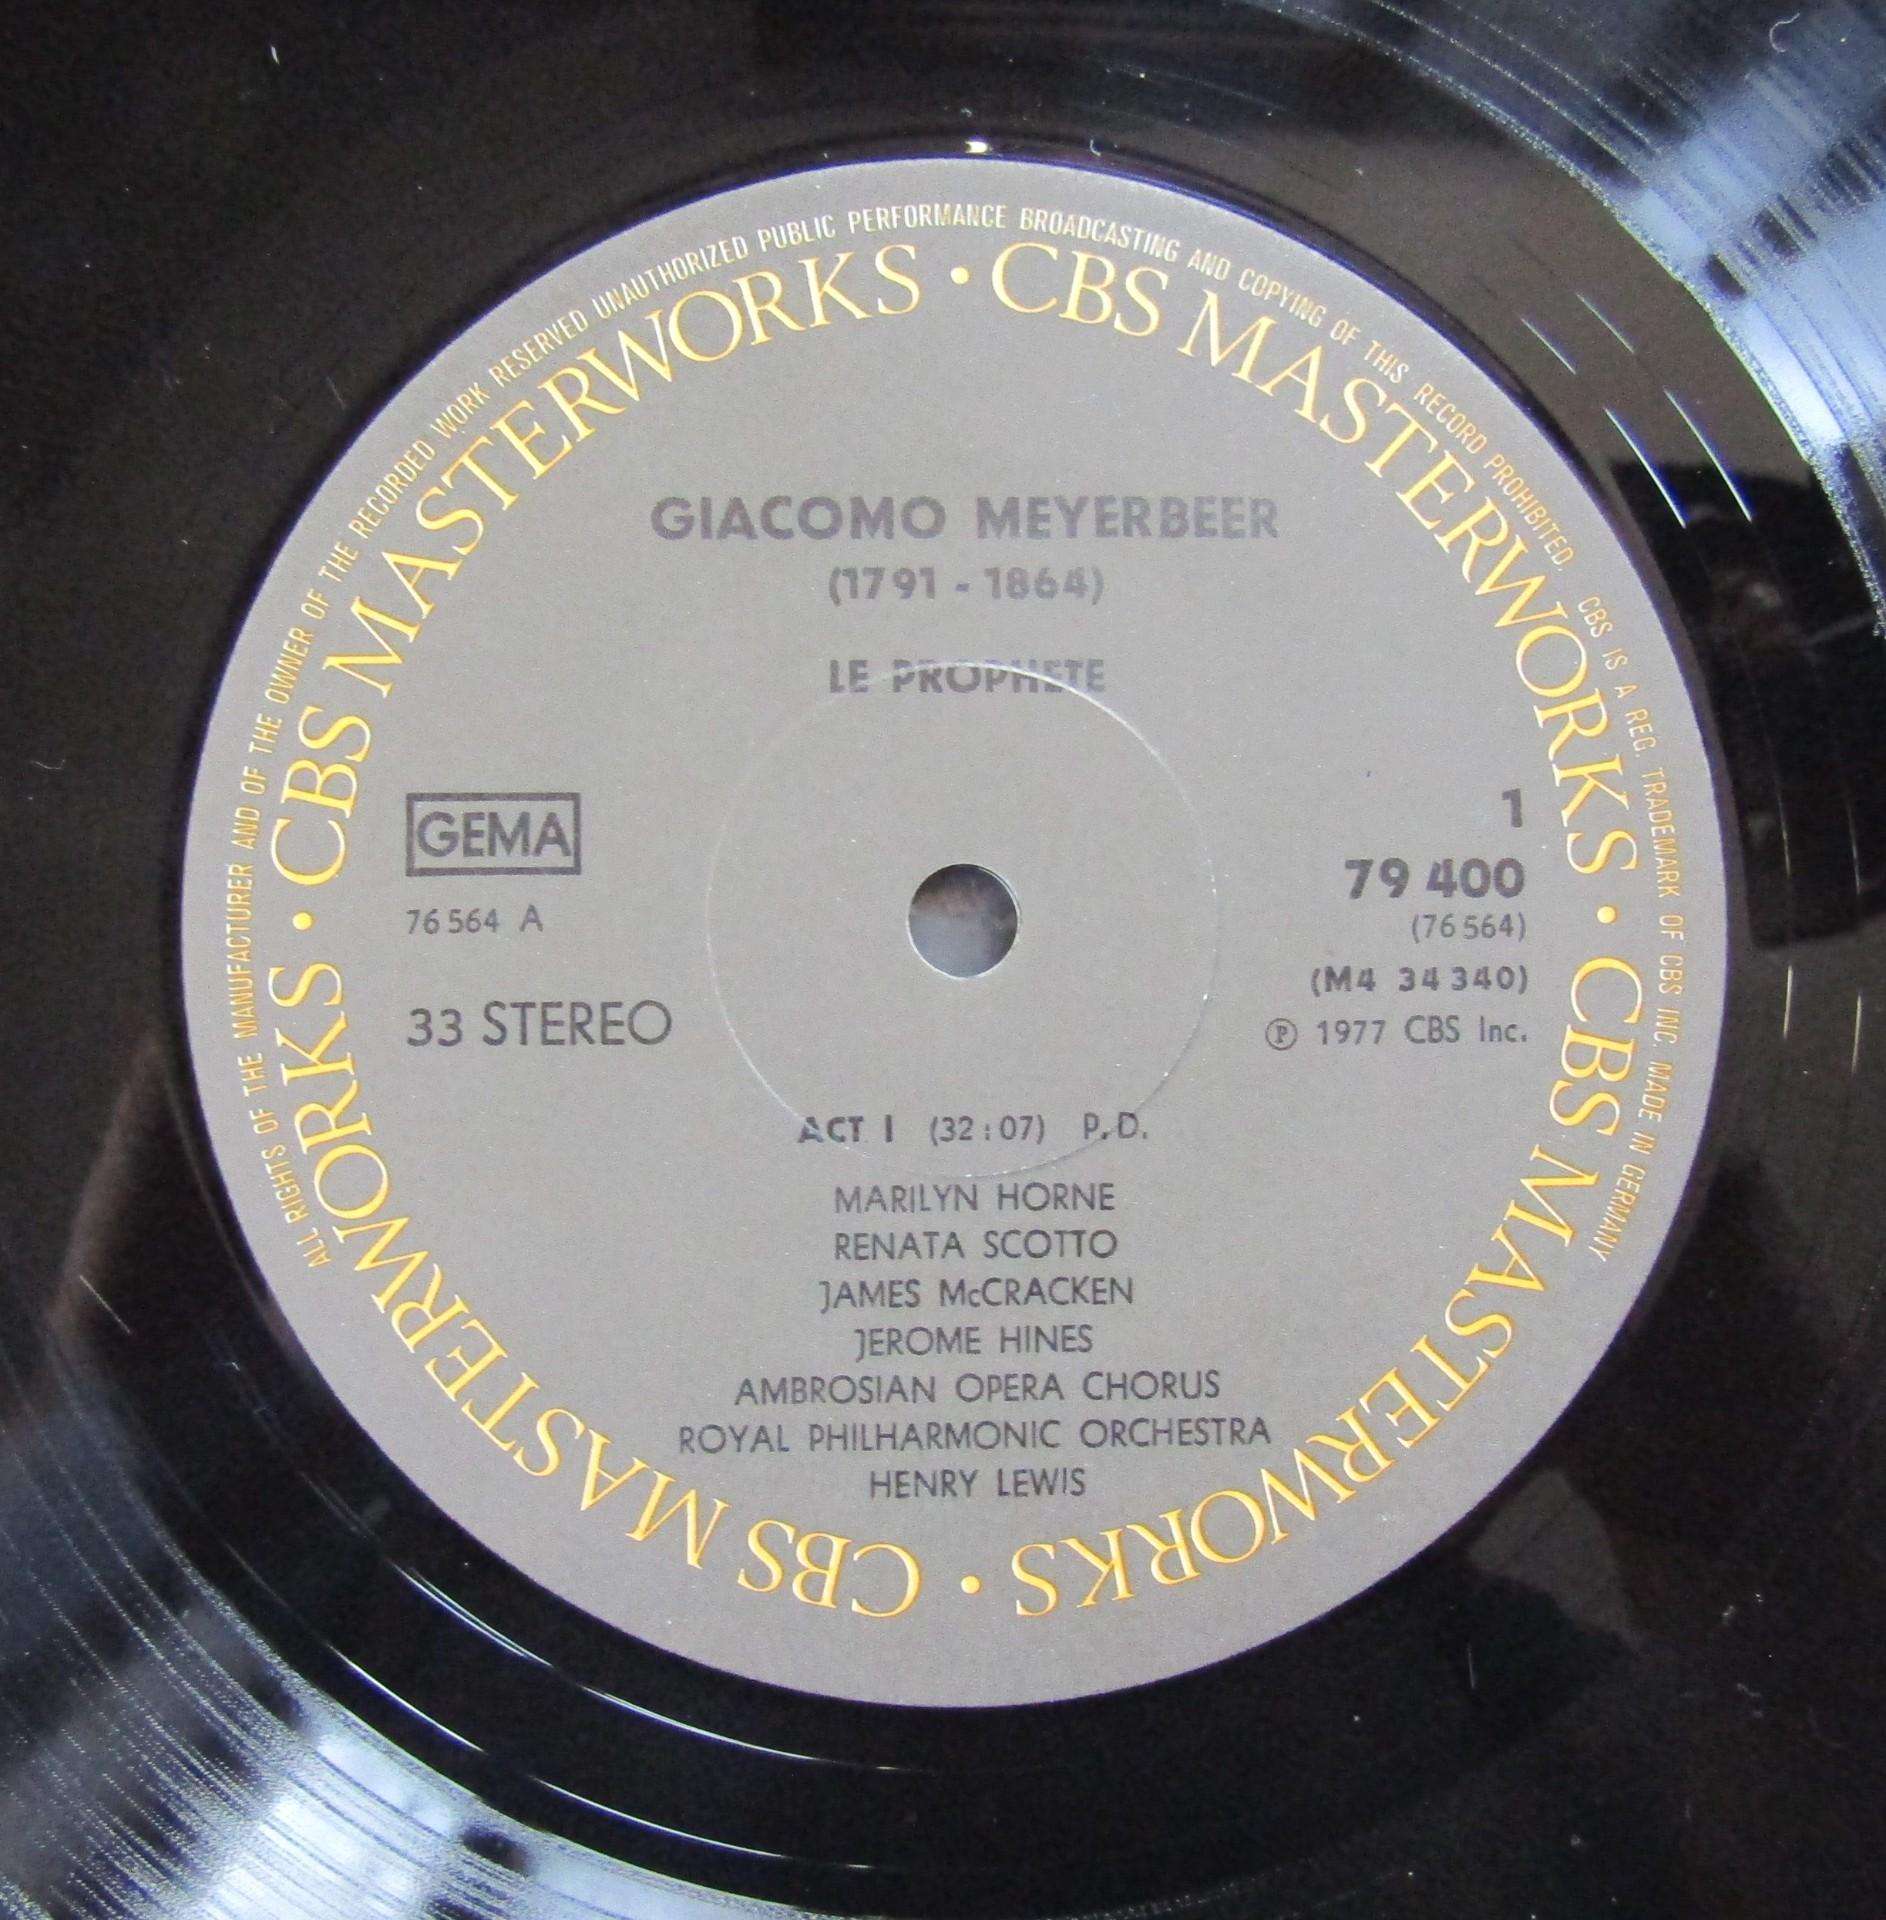 ALL RIGHTS OF THE MANUFACTURER AND OF THE OWNER OF THE RECORDED WORK RESERVED UNAUTHORIZED PUBLIC PERFORMANCE BROADCASTING AND COPYING OF THIS RECORD PROHIBITED. CBS IS A REG. TRADEMARK OF CBS INC. MADE IN GERMANY
CBS MASTERWORKS • CBS MASTERWORKS • CBS MASTERWORKS • CBS MASTERWORKS •
GIACOMO MEYERBEER
(1791 - 1864)
LE PROPHETE
GEMA
76 564 A
33 STEREO
1
79 400
(76 564)
(M4 34 340)
Ⓟ 1977 CBS Inc.
ACT I (32:07) P.D.
MARILYN HORNE
RENATA SCOTTO
JAMES McCRACKEN
JEROME HINES
AMBROSIAN OPERA CHORUS
ROYAL PHILHARMONIC ORCHESTRA
HENRY LEWIS